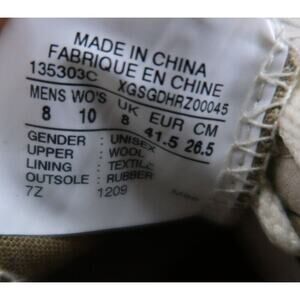 MADE IN CHINA
FABRIQUE EN CHINE
135303C XGSGDHRZ00045
MENS WO'S UK EUR CM
8 10 8 41.5 26.5
GENDER : UNISEX
UPPER : WOOL
LINING : TEXTILE
OUTSOLE : RUBBER
7Z 1209